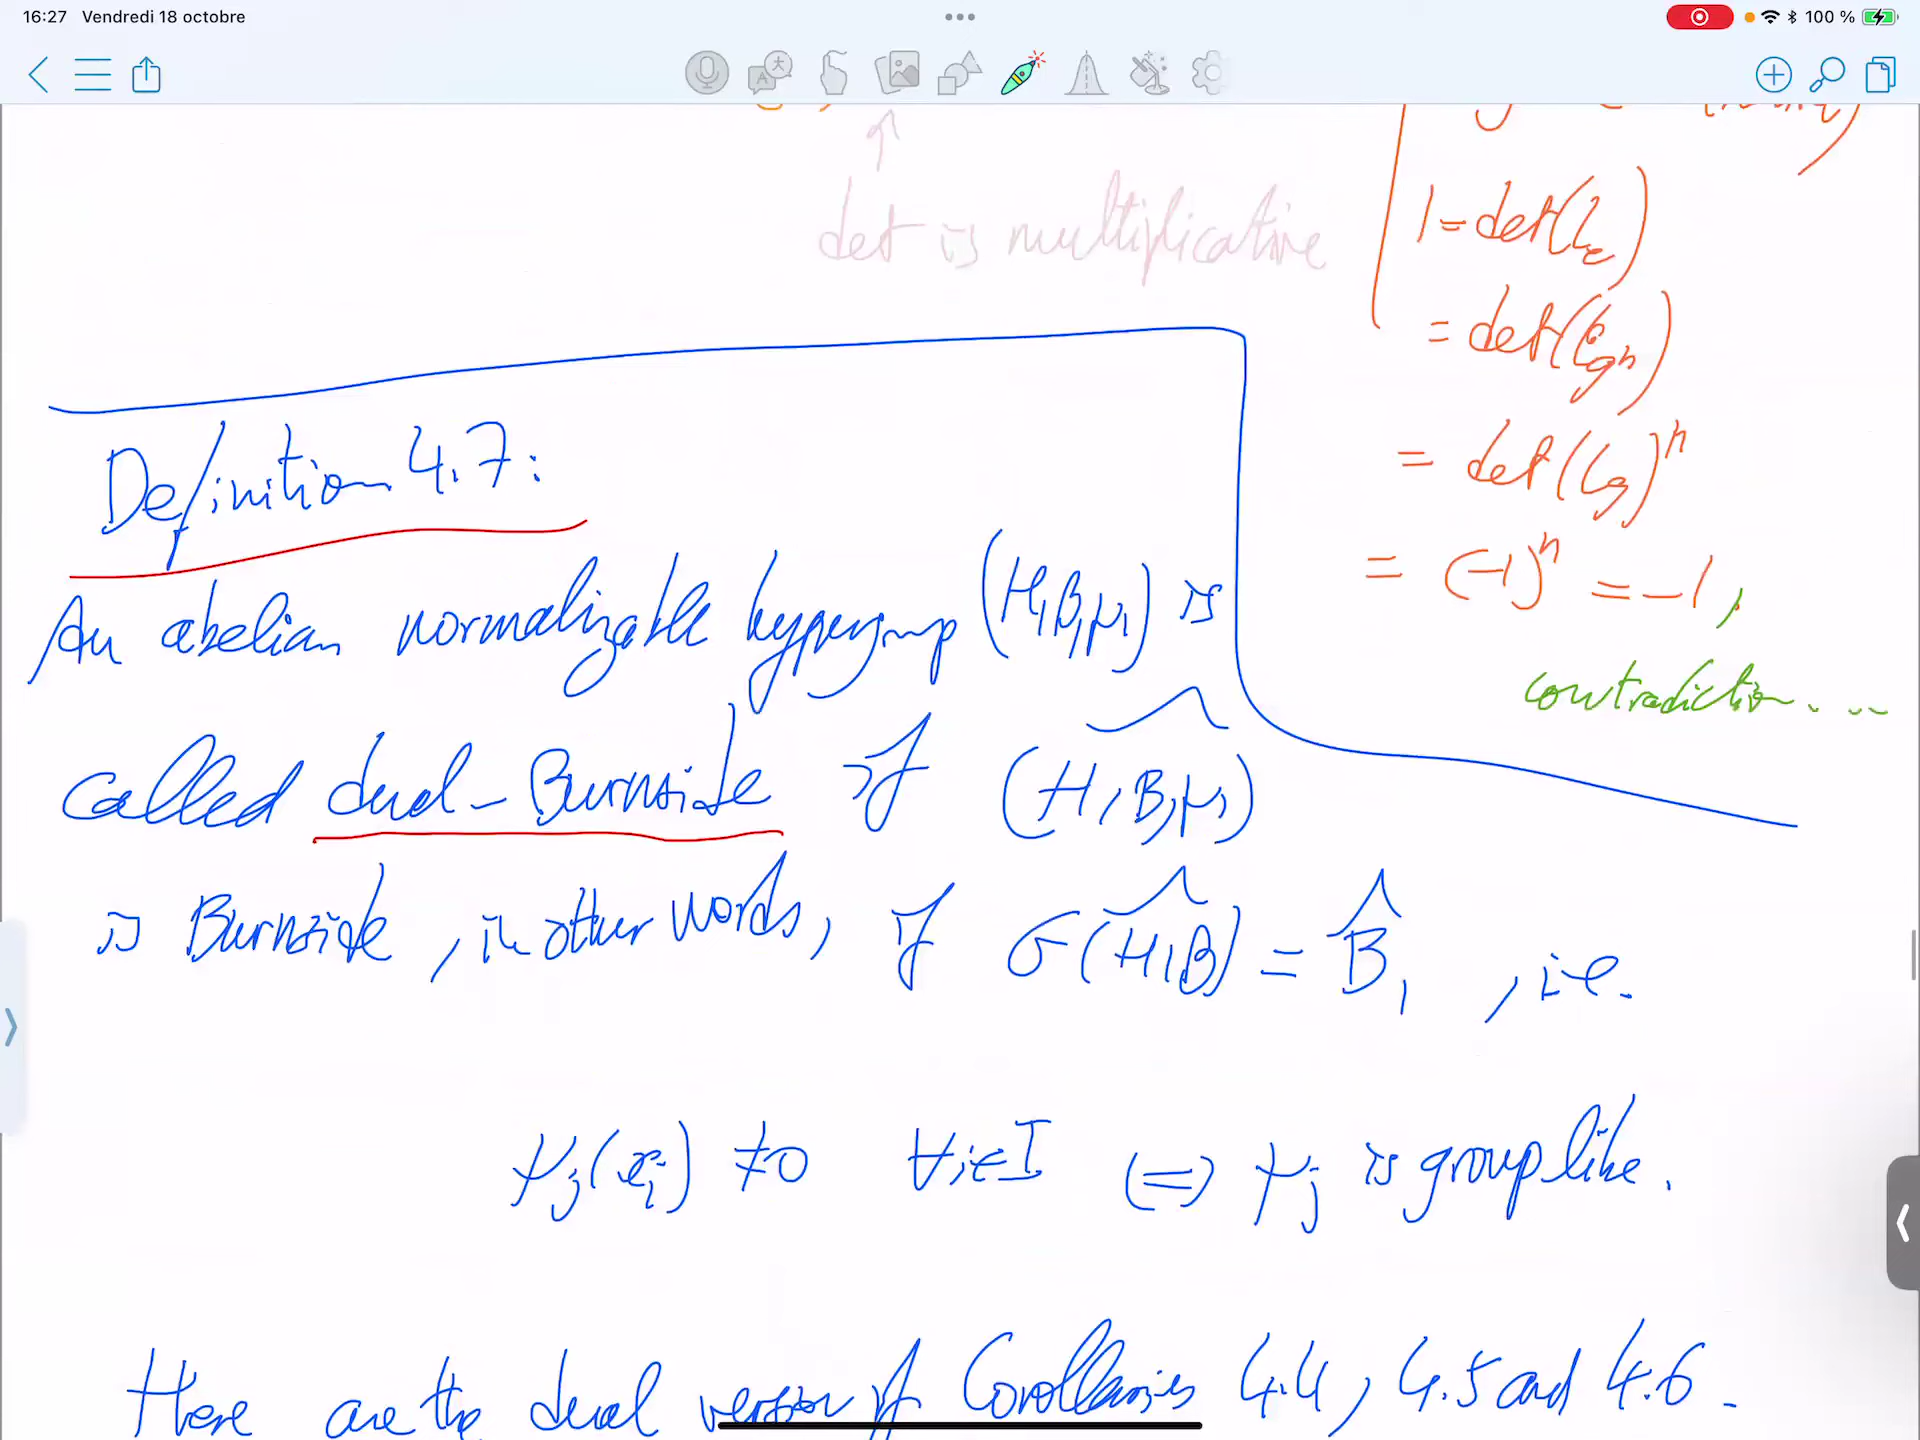 16:27 Vendredi 18 octobre
100 %
det is multiplicative
1 = det(L_e)
= det(L_{g^n})
= det(L_g)^n
= (-1)^n = -1,
contradiction....
Definition 4.7:
An abelian normalizable hypergroup (H, B, μ) is
called dual-Burnside if (H, B, μ)^
is Burnside, in other words, if σ(H, B)^ = B̂_1, i.e.
μ_j(x_i) ≠ 0 ∀i∈I ⇔ μ_j is grouplike.
Here are the dual version of Corollaries 4.4, 4.5 and 4.6.